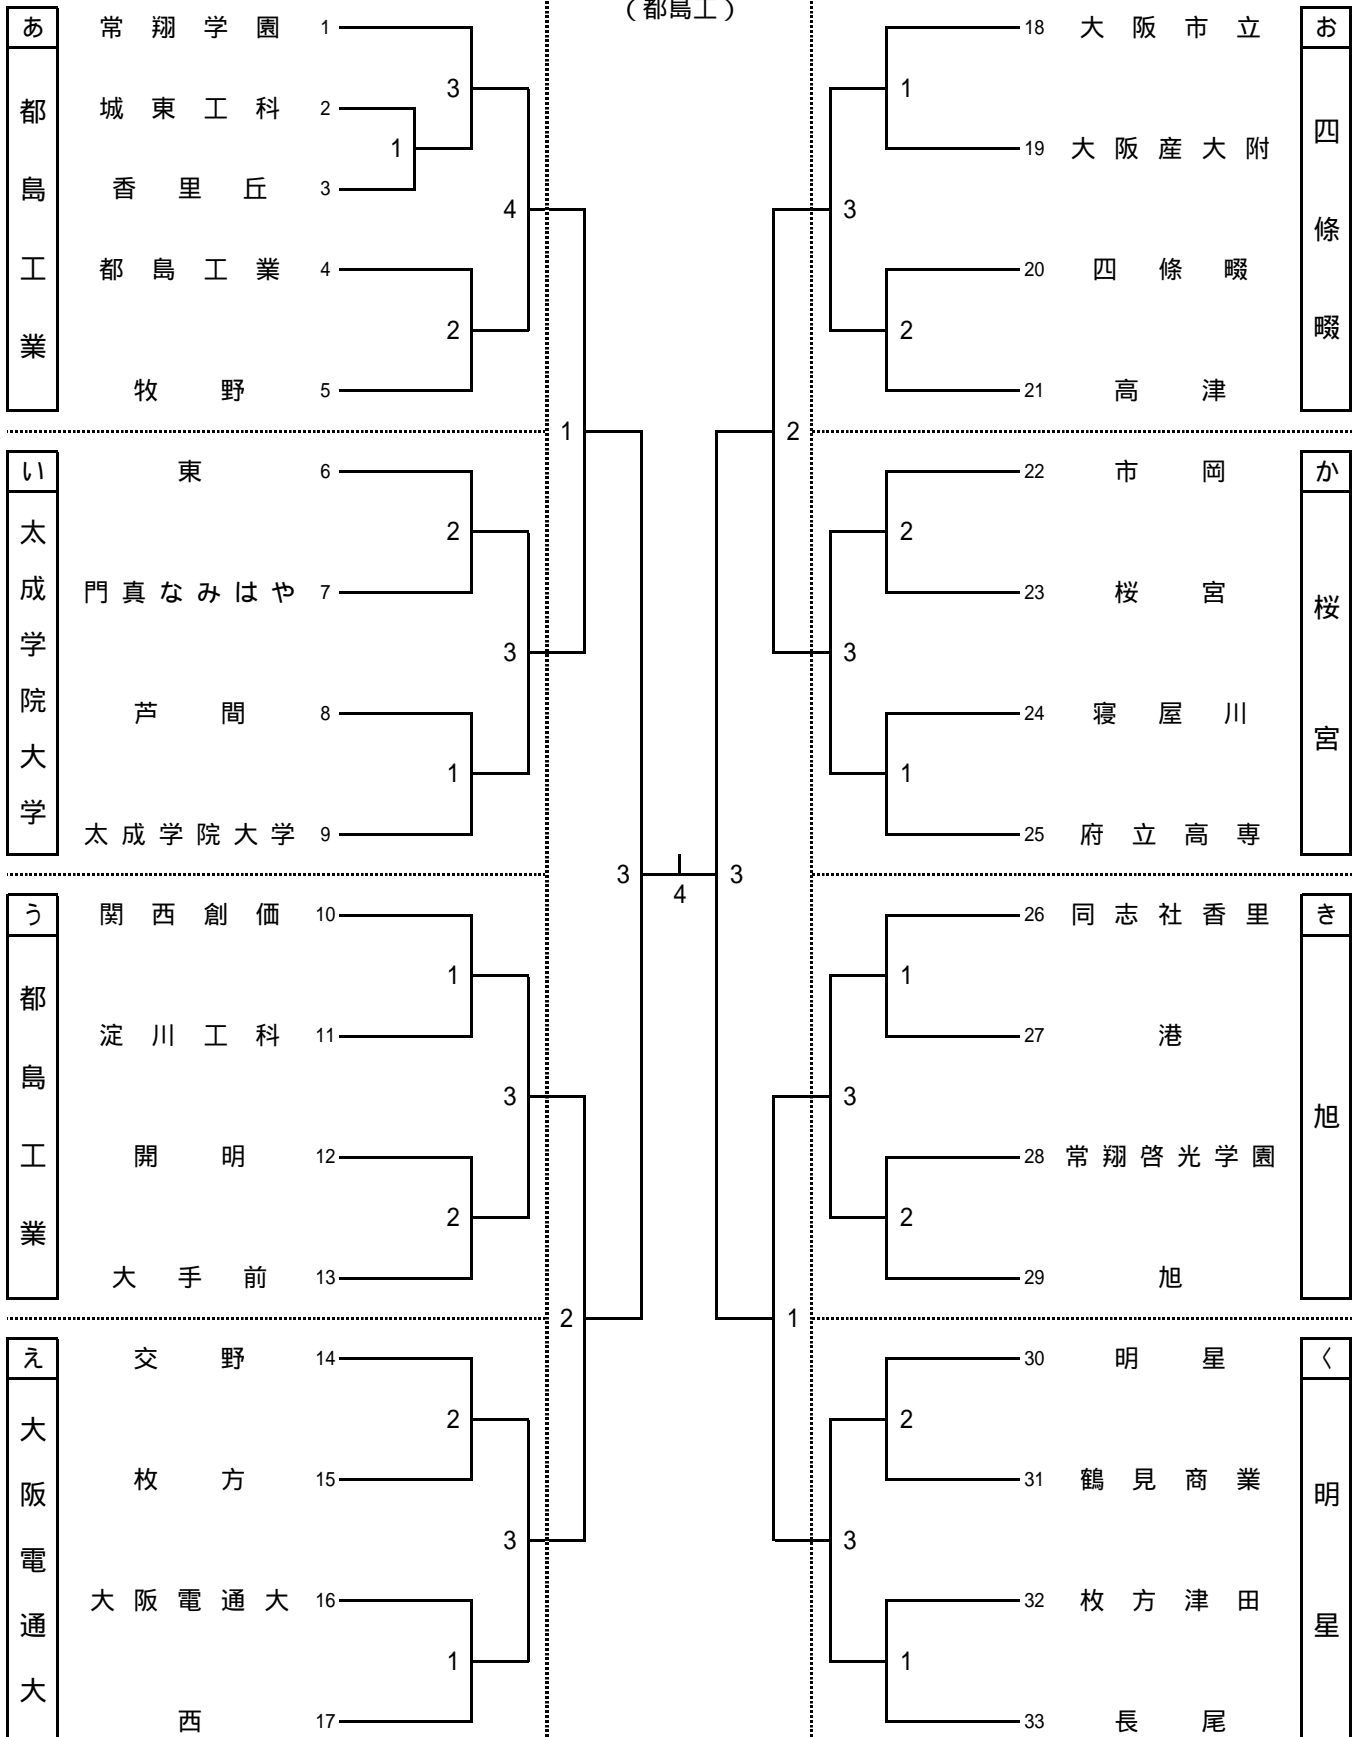 (都島工)
あ
都島工業
常翔学園 1
城東工科 2
香里丘 3
都島工業 4
牧野 5
1
3
2
4
い
太成学院大学
東 6
門真なみはや 7
芦間 8
太成学院大学 9
2
1
3
1
う
都島工業
関西創価 10
淀川工科 11
開明 12
大手前 13
1
2
3
え
大阪電通大
交野 14
枚方 15
大阪電通大 16
西 17
2
1
3
2
3
4
3
お
四條畷
18 大阪市立
19 大阪産大附
20 四條畷
21 高津
1
2
3
か
桜宮
22 市岡
23 桜宮
24 寝屋川
25 府立高専
2
1
3
2
き
旭
26 同志社香里
27 港
28 常翔啓光学園
29 旭
1
2
3
く
明星
30 明星
31 鶴見商業
32 枚方津田
33 長尾
2
1
3
1